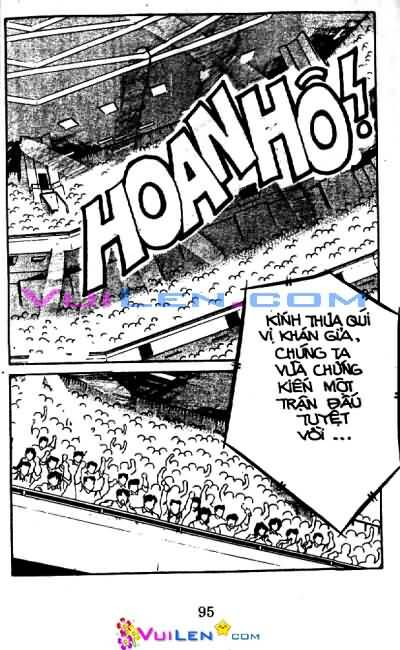 HOAN HÔ!!
VUILEN.COM
KÍNH THƯA QUÍ
VỊ KHÁN GIẢ,
CHÚNG TA
VỪA CHỨNG
KIẾN MỘT
TRẬN ĐẤU
TUYỆT
VỜI ...
95
VUILEN.COM